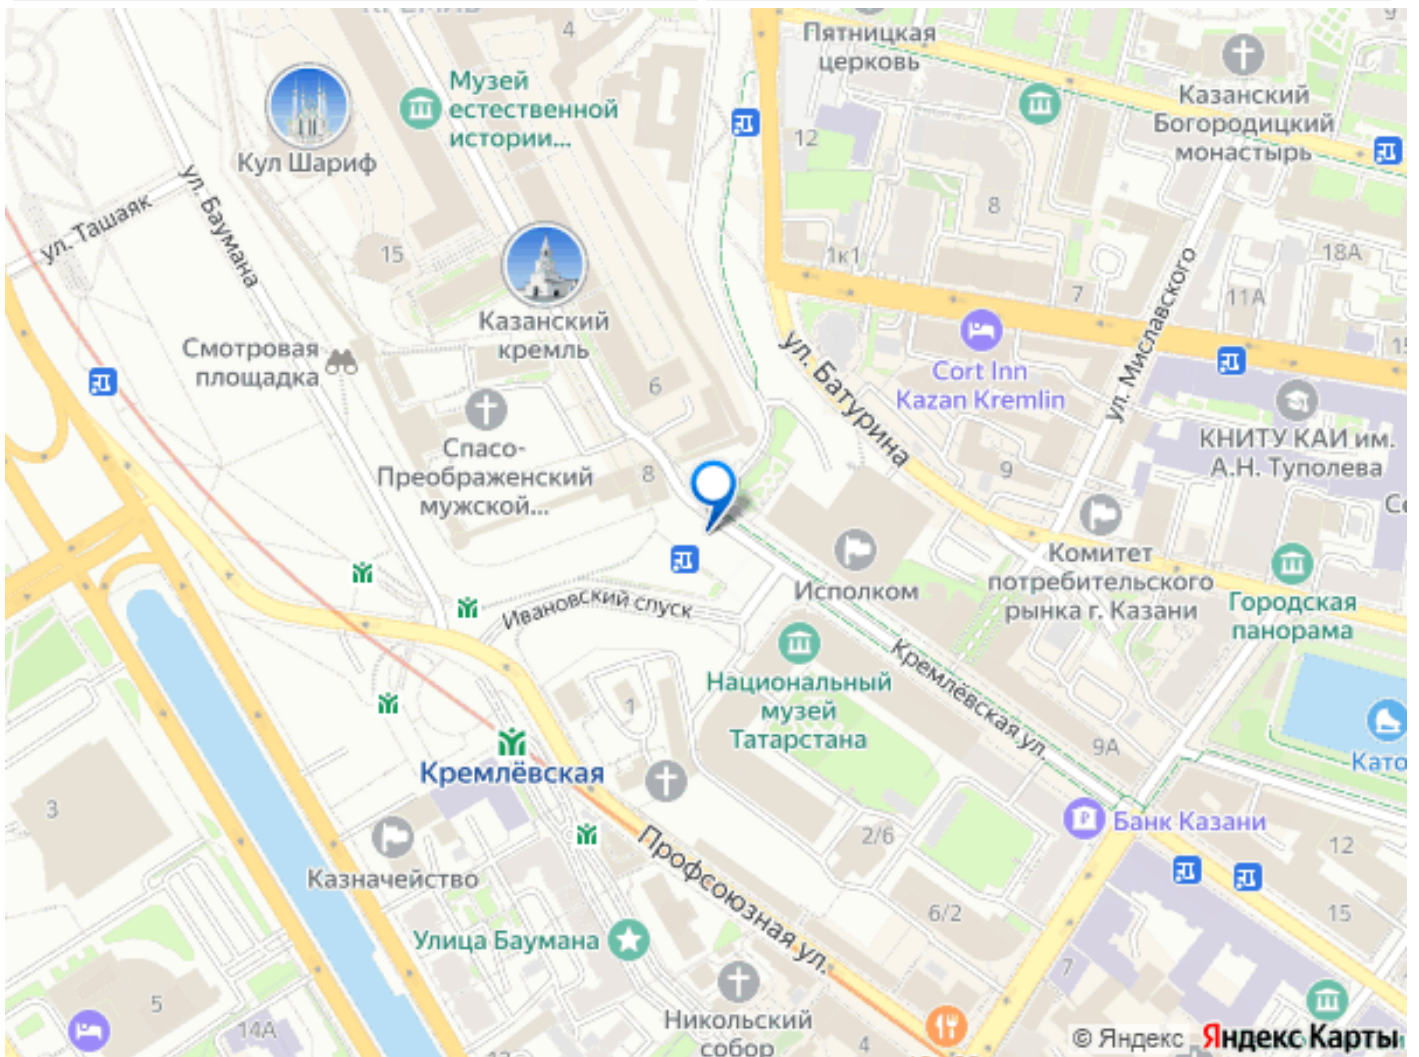 4
9
Пятницкая
церковь
Музей
естественной
истории...
Кул Шариф
12
Казанский
Богородицкий
монастырь
ул. Ташаяк
ул. Баумана
15
8
1к1
18А
7
11А
15
ул. Миславского
Казанский
кремль
Смотровая
площадка
6
ул. Батурина
Cort Inn
Kazan Kremlin
КНИТУ КАИ им.
А.Н. Туполева
Спасо-
Преображенский
мужской...
8
9
Се
Исполком
Комитет
потребительского
рынка г. Казани
Городская
панорама
Ивановский спуск
Кремлёвская ул.
Национальный
музей
Татарстана
1
9А
Като
Кремлёвская
3
Банк Казани
2/6
12
Казначейство
Профсоюзная ул.
6/2
15
Улица Баумана
7
5
14А
Никольский
собор
4
© Яндекс Яндекс Карты